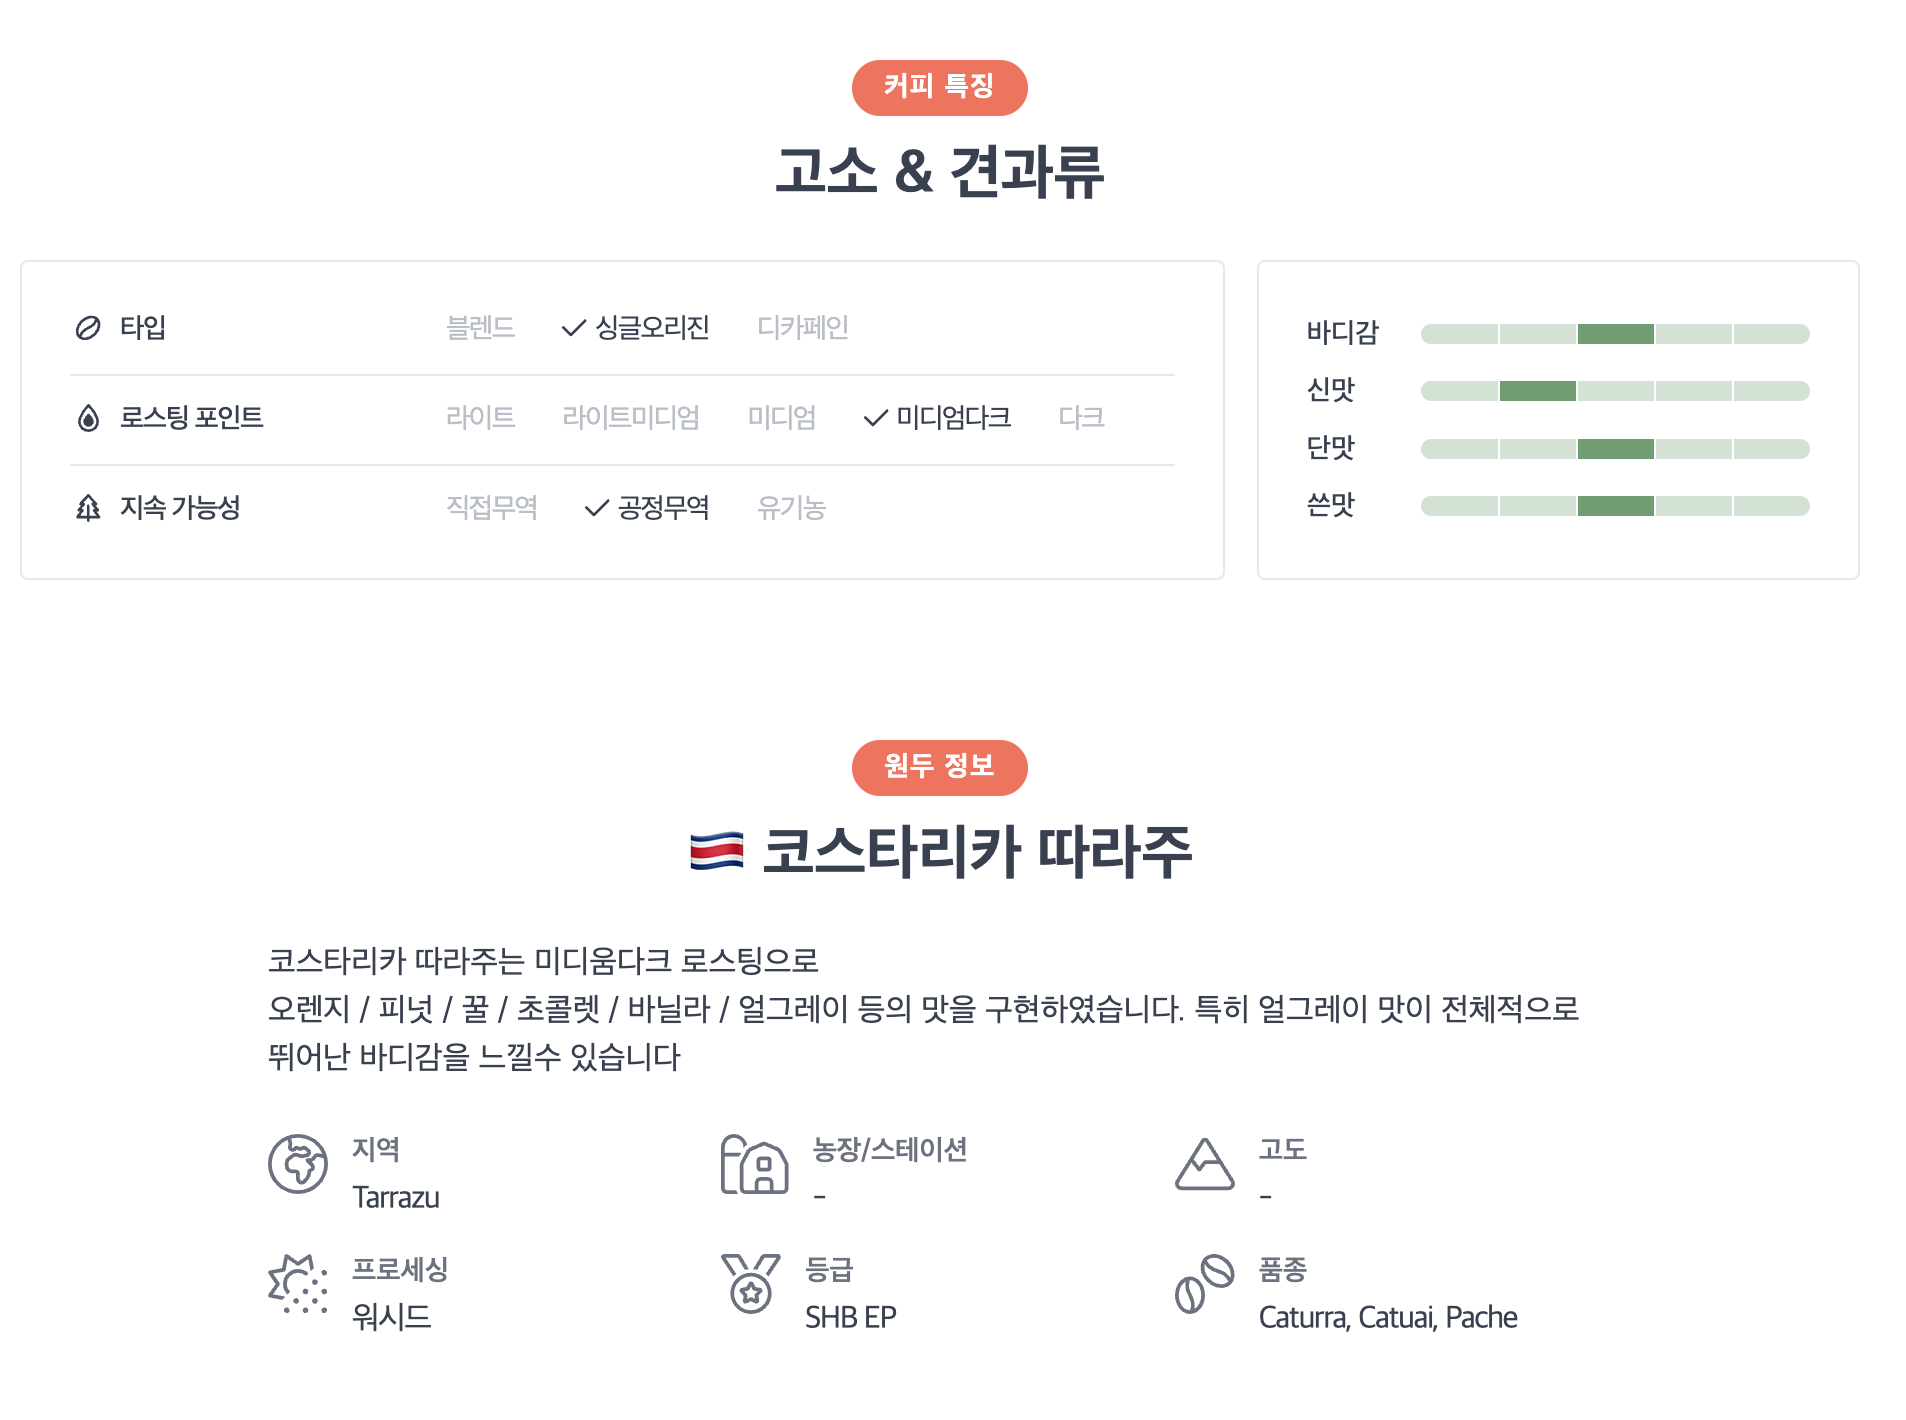 커피 특징
고소 & 견과류
타입 블렌드 싱글오리진 디카페인
로스팅 포인트 라이트 라이트미디엄 미디엄 미디엄다크 다크
지속 가능성 직접무역 공정무역 유기농
바디감
신맛
단맛
쓴맛
원두 정보
코스타리카 따라주
코스타리카 따라주는 미디움다크 로스팅으로
오렌지 / 피넛 / 꿀 / 초콜렛 / 바닐라 / 얼그레이 등의 맛을 구현하였습니다. 특히 얼그레이 맛이 전체적으로
뛰어난 바디감을 느낄수 있습니다
지역 농장/스테이션 고도
Tarrazu - -
프로세싱 등급 품종
워시드 SHB EP Caturra, Catuai, Pache